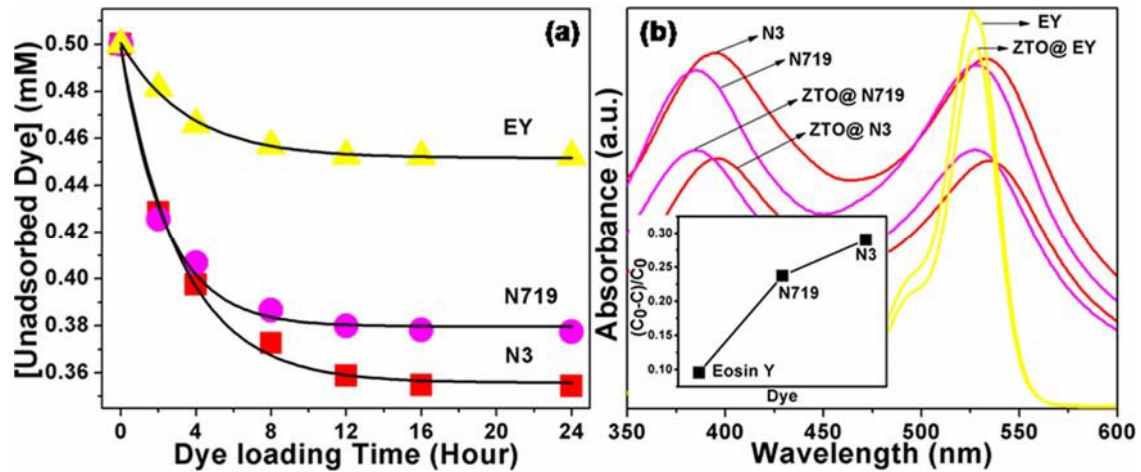 (a)
[Unadsorbed Dye] (mM)
0.50
0.48
0.46
0.44
0.42
0.40
0.38
0.36
EY
N719
N3
0 4 8 12 16 20 24
Dye loading Time (Hour)
(b)
Absorbance (a.u.)
N3
N719
ZTO@ N719
ZTO@ N3
EY
ZTO@ EY
(C0-C)/C0
0.30
0.25
0.20
0.15
0.10
N3
N719
Eosin Y
Dye
350 400 450 500 550 600
Wavelength (nm)